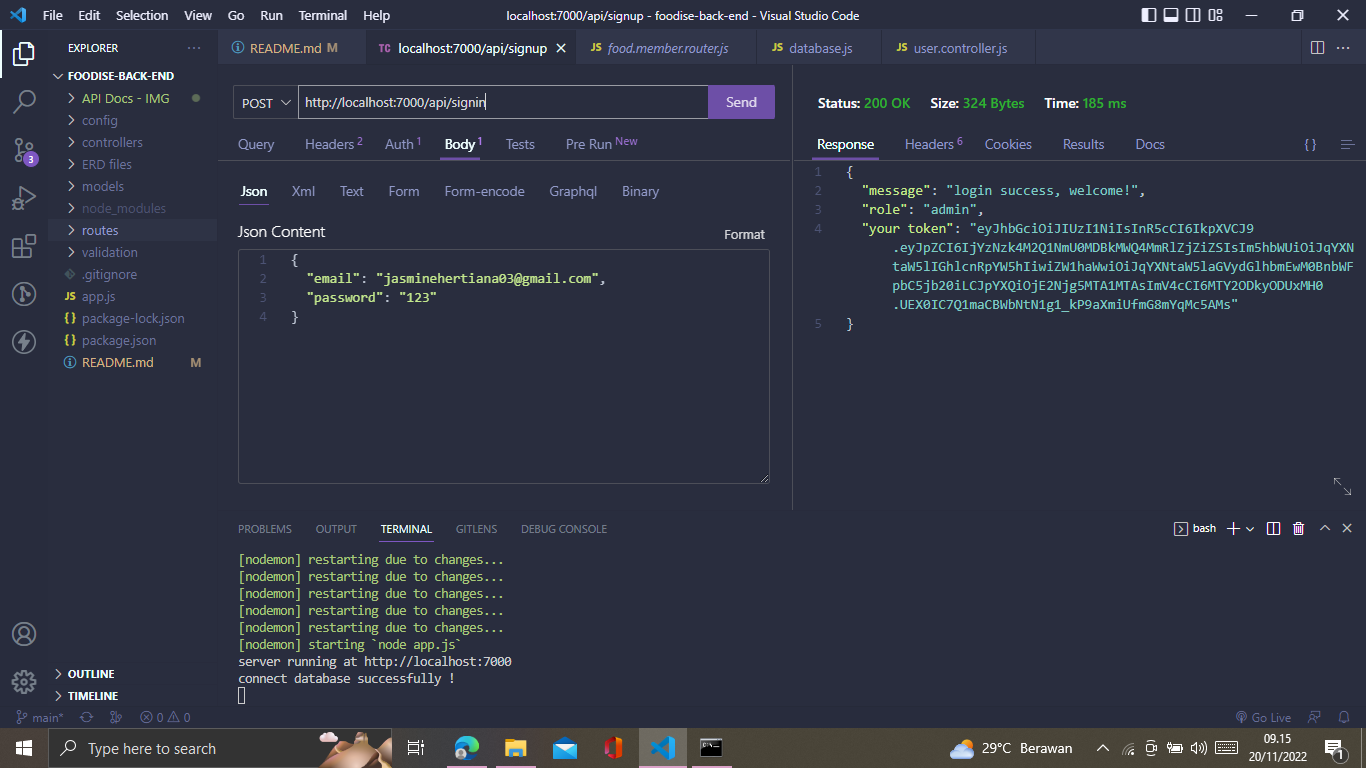 File Edit Selection View Go Run Terminal Help
localhost:7000/api/signup - foodise-back-end - Visual Studio Code
EXPLORER
FOODISE-BACK-END
API Docs - IMG
config
controllers
ERD files
models
node_modules
routes
validation
.gitignore
JS app.js
{} package-lock.json
{} package.json
README.md M
OUTLINE
TIMELINE
3
README.md M
TC localhost:7000/api/signup
JS food.member.router.js
JS database.js
JS user.controller.js
POST http://localhost:7000/api/signin Send
Query Headers 2 Auth 1 Body 1 Tests Pre Run New
Json Xml Text Form Form-encode Graphql Binary
Json Content
Format
1 {
2 "email": "jasminehertiana03@gmail.com",
3 "password": "123"
4 }
Status: 200 OK Size: 324 Bytes Time: 185 ms
Response Headers 6 Cookies Results Docs { }
1 {
2 "message": "login success, welcome!",
3 "role": "admin",
4 "your token": "eyJhbGciOiJIUzI1NiIsInR5cCI6IkpXVCJ9
.eyJpZCI6IjYzNzk4M2Q1NmU0MDBkMWQ4MmRlZjZiZSIsIm5hbWUiOiJqYXN
taW5lIGhlcnRpYW5hIiwiZW1haWwiOiJqYXNtaW5laGVydGlhbmEwM0BnbWF
pbC5jb20iLCJpYXQiOjE2Njg5MTA1MTAsImV4cCI6MTY2ODkyODUxMH0
.UEX0IC7Q1maCBWbNtN1g1_kP9aXmiUfmG8mYqMc5AMs"
5 }
PROBLEMS OUTPUT TERMINAL GITLENS DEBUG CONSOLE
bash
[nodemon] restarting due to changes...
[nodemon] restarting due to changes...
[nodemon] restarting due to changes...
[nodemon] restarting due to changes...
[nodemon] restarting due to changes...
[nodemon] starting `node app.js`
server running at http://localhost:7000
connect database successfully !
main* 0 0
Go Live
Type here to search
29°C Berawan
09.15
20/11/2022
1